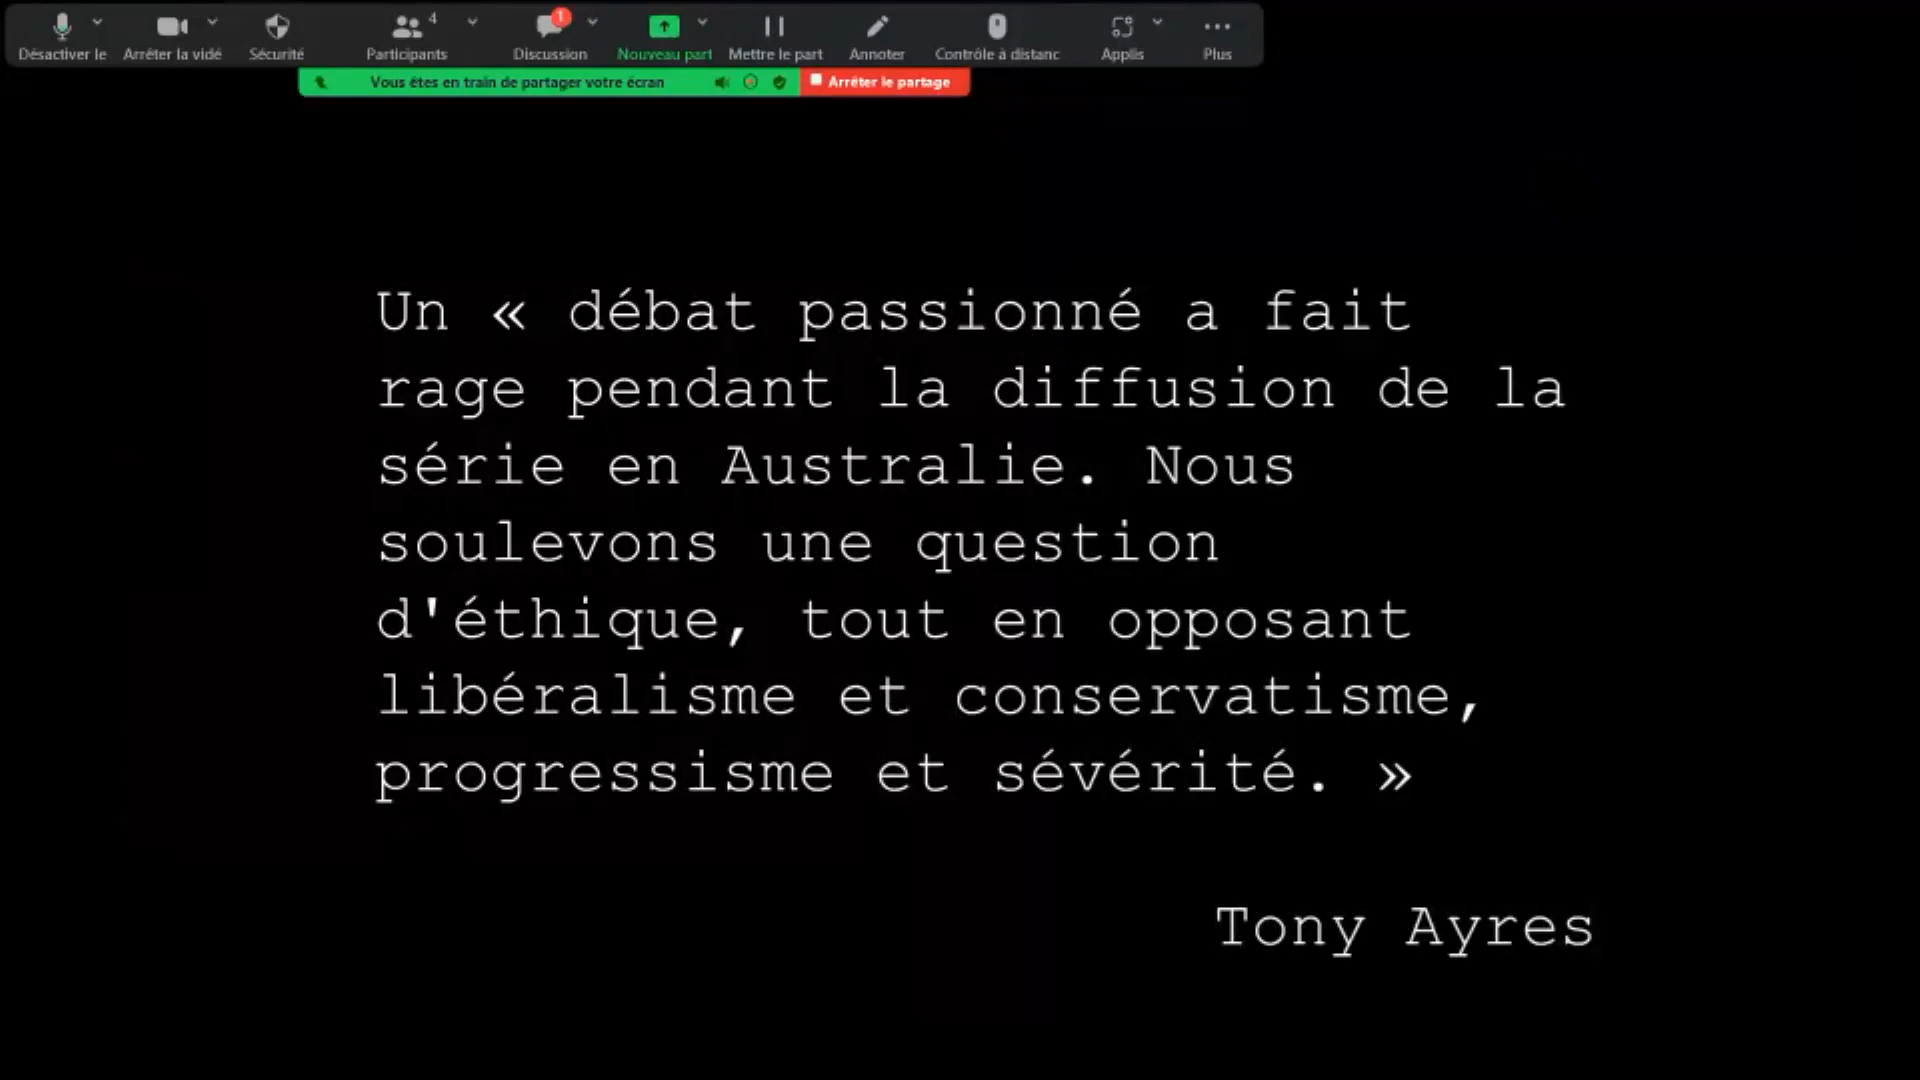 4 1
Désactiver le Arrêter la vidé Sécurité Participants Discussion Nouveau part Mettre le part Annoter Contrôle à distanc Applis Plus
Vous êtes en train de partager votre écran Arrêter le partage
Un « débat passionné a fait
rage pendant la diffusion de la
série en Australie. Nous
soulevons une question
d'éthique, tout en opposant
libéralisme et conservatisme,
progressisme et sévérité. »
Tony Ayres